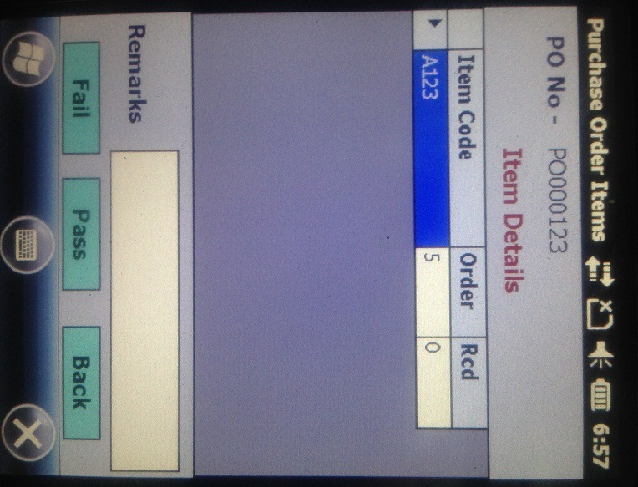 Purchase Order Items 6:57
PO No - PO000123
Item Details
Item Code Order Rcd
A123 5 0
Remarks
Fail Pass Back